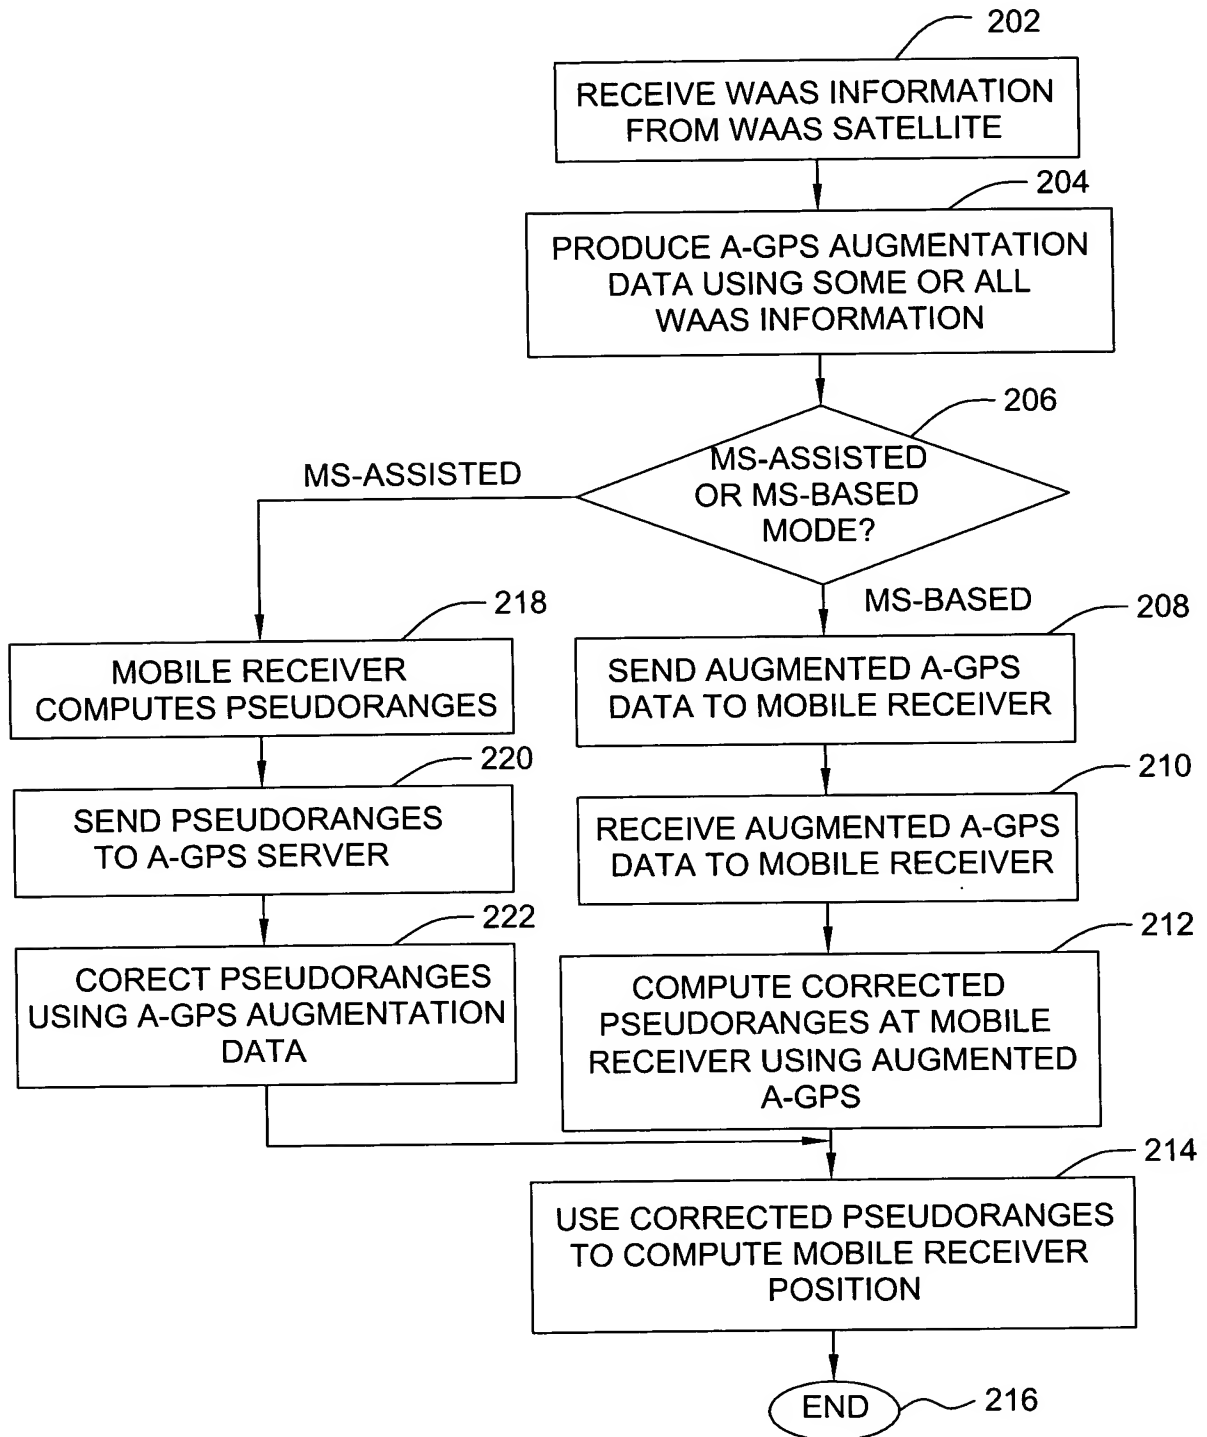 202
RECEIVE WAAS INFORMATION
FROM WAAS SATELLITE
204
PRODUCE A-GPS AUGMENTATION
DATA USING SOME OR ALL
WAAS INFORMATION
206
MS-ASSISTED
OR MS-BASED
MODE?
MS-ASSISTED
MS-BASED
218
MOBILE RECEIVER
COMPUTES PSEUDORANGES
220
SEND PSEUDORANGES
TO A-GPS SERVER
222
CORECT PSEUDORANGES
USING A-GPS AUGMENTATION
DATA
208
SEND AUGMENTED A-GPS
DATA TO MOBILE RECEIVER
210
RECEIVE AUGMENTED A-GPS
DATA TO MOBILE RECEIVER
212
COMPUTE CORRECTED
PSEUDORANGES AT MOBILE
RECEIVER USING AUGMENTED
A-GPS
214
USE CORRECTED PSEUDORANGES
TO COMPUTE MOBILE RECEIVER
POSITION
END
216